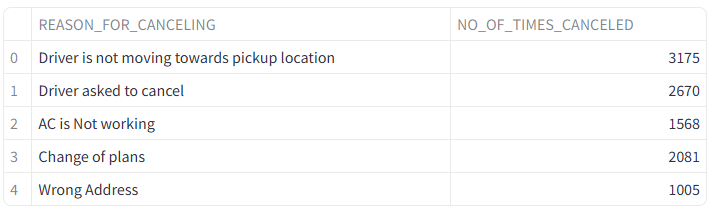 REASON_FOR_CANCELING NO_OF_TIMES_CANCELED
0 Driver is not moving towards pickup location 3175
1 Driver asked to cancel 2670
2 AC is Not working 1568
3 Change of plans 2081
4 Wrong Address 1005